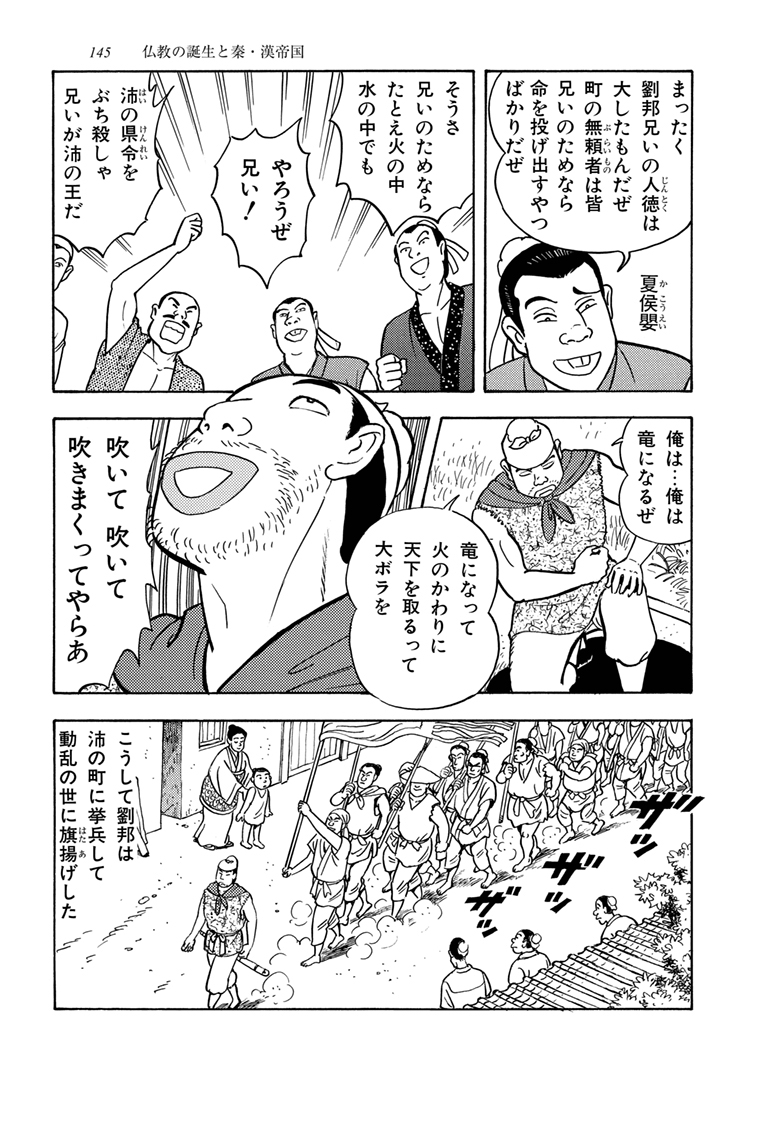 145 仏教の誕生と秦・漢帝国
まったく
劉邦兄いの人徳は
大したもんだぜ
町の無頼者は皆
兄いのためなら
命を投げ出すやつ
ばかりだぜ
夏侯嬰
そうさ
兄いのためなら
たとえ火の中
水の中でも
やろうぜ
兄い!
沛の県令を
ぶち殺しゃ
兄いが沛の王だ
俺は…俺は
竜になるぜ
竜になって
火のかわりに
天下を取るって
大ボラを
吹いて 吹いて
吹きまくってやらあ
こうして劉邦は
沛の町に挙兵して
動乱の世に旗揚げした
ザッ
ザッ
ザッ